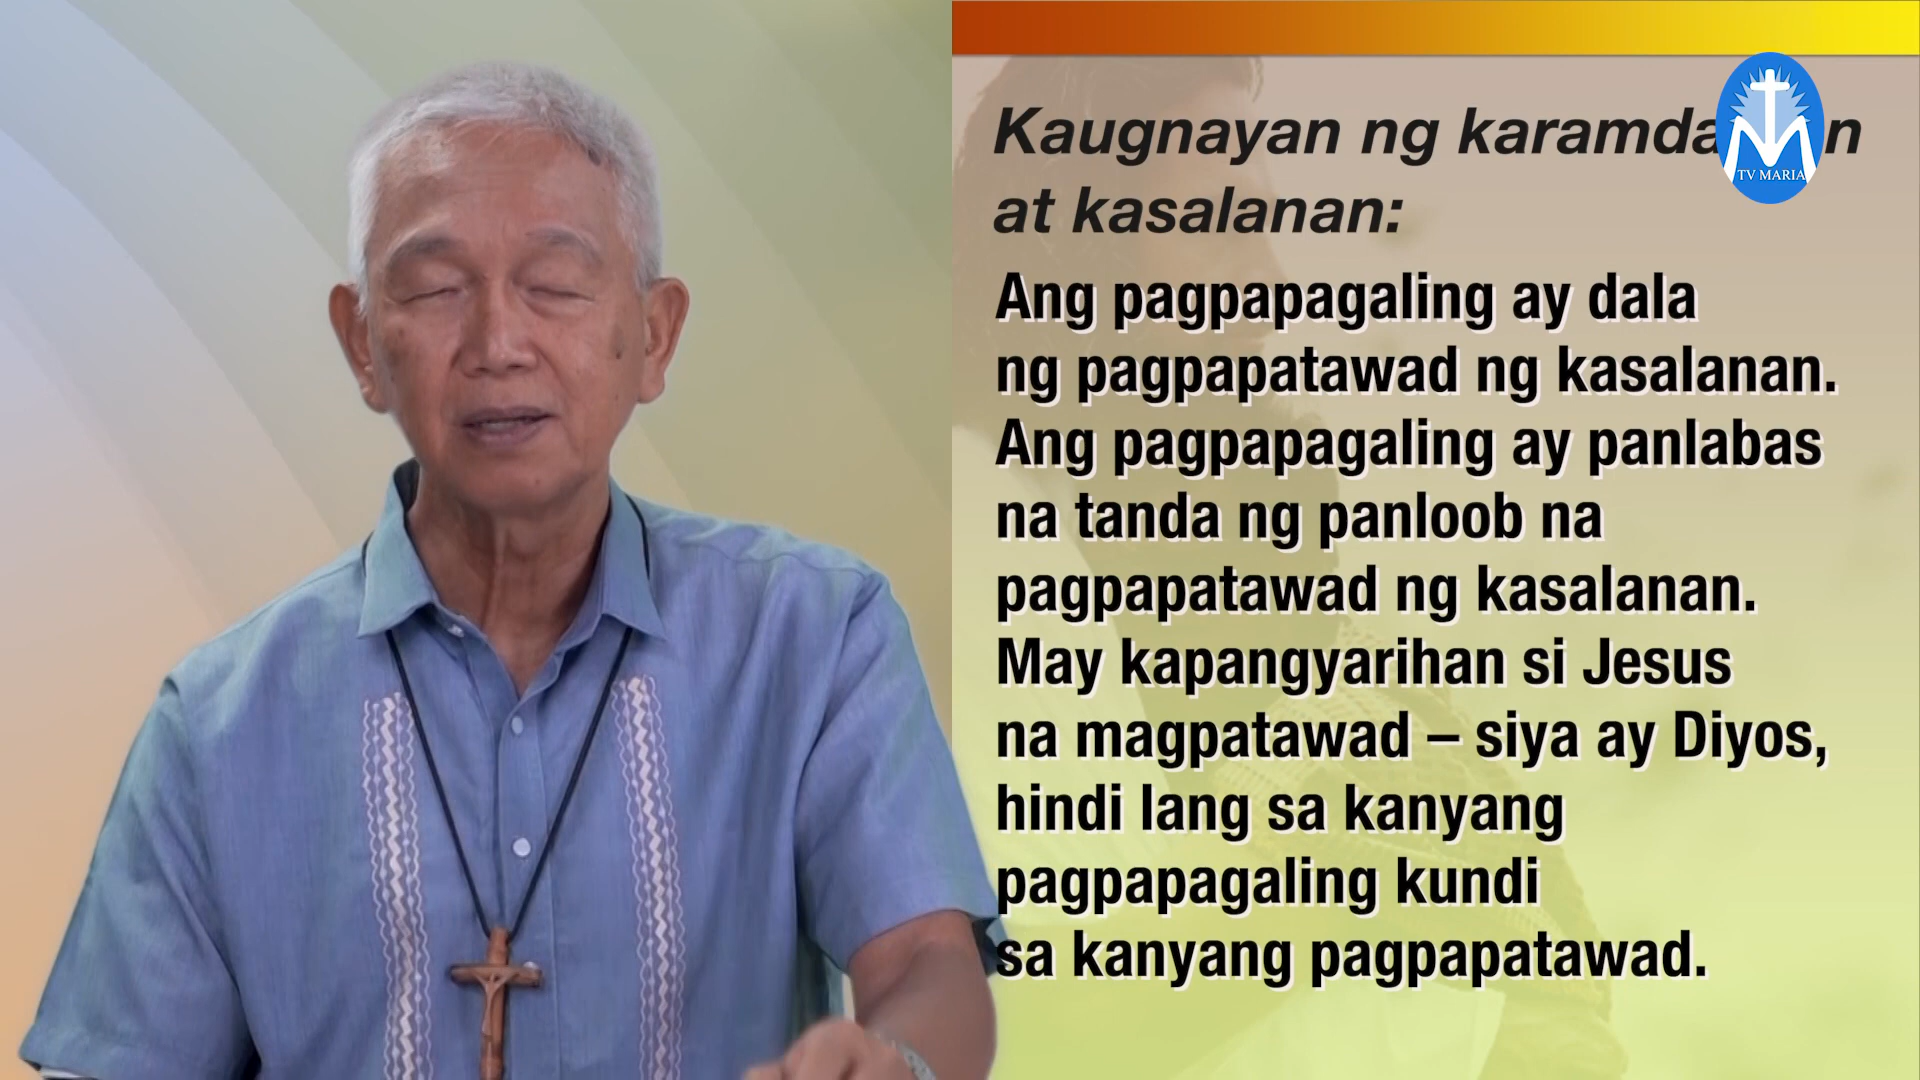 Kaugnayan ng
at kasalanan:
Ang pagpapagaling ay dala
ng pagpapatawad ng kasalanan.
Ang pagpapagaling ay panlabas
na tanda ng panloob na
pagpapatawad ng kasalanan.
May kapangyarihan si Jesus
na magpatawad – siya ay Diyos,
hindi lang sa kanyang
pagpapagaling kundi
sa kanyang pagpapatawad.
TV MARIA